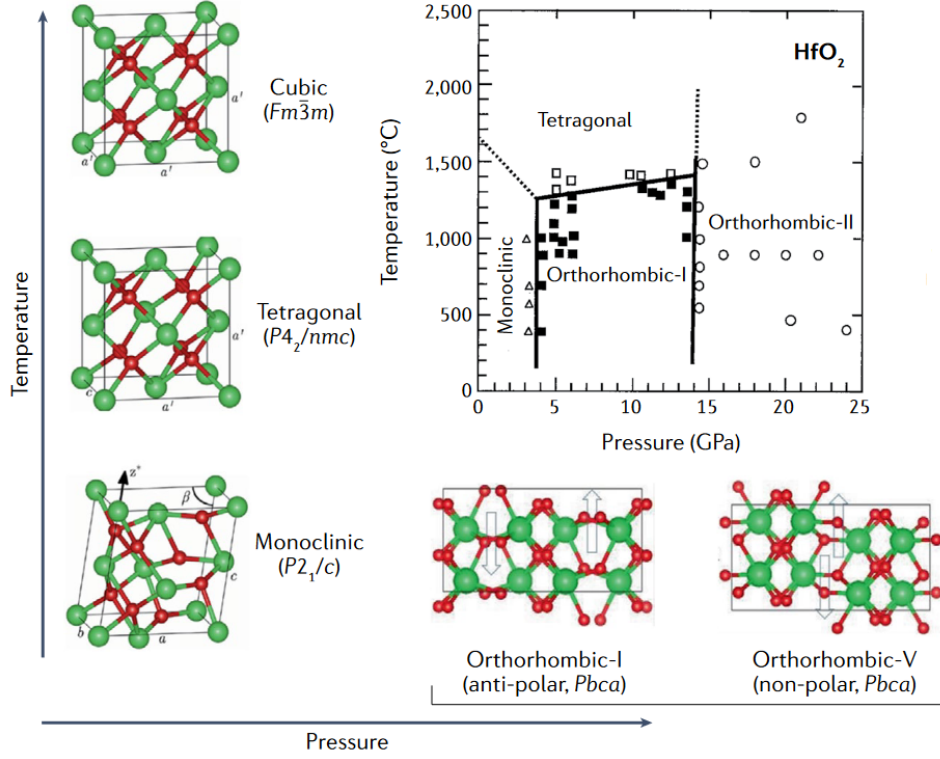 Temperature
Cubic
(Fm3̅m)
a'
a'
a'
Tetragonal
(P4₂/nmc)
a'
c
a'
Monoclinic
(P2₁/c)
z*
β
c
b
a
HfO₂
Temperature (°C)
2,500
2,000
1,500
1,000
500
0
Tetragonal
Monoclinic
Orthorhombic-I
Orthorhombic-II
0
5
10
15
20
25
Pressure (GPa)
Orthorhombic-I
(anti-polar, Pbca)
Orthorhombic-V
(non-polar, Pbca)
Pressure